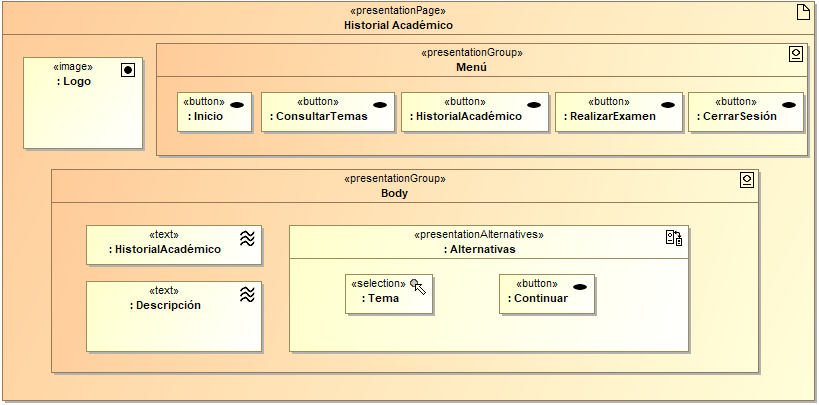 «presentationPage»
Historial Académico
«image»
: Logo
«presentationGroup»
Menú
«button»
: Inicio
«button»
: ConsultarTemas
«button»
: HistorialAcadémico
«button»
: RealizarExamen
«button»
: CerrarSesión
«presentationGroup»
Body
«text»
: HistorialAcadémico
«text»
: Descripción
«presentationAlternatives»
: Alternativas
«selection»
: Tema
«button»
: Continuar